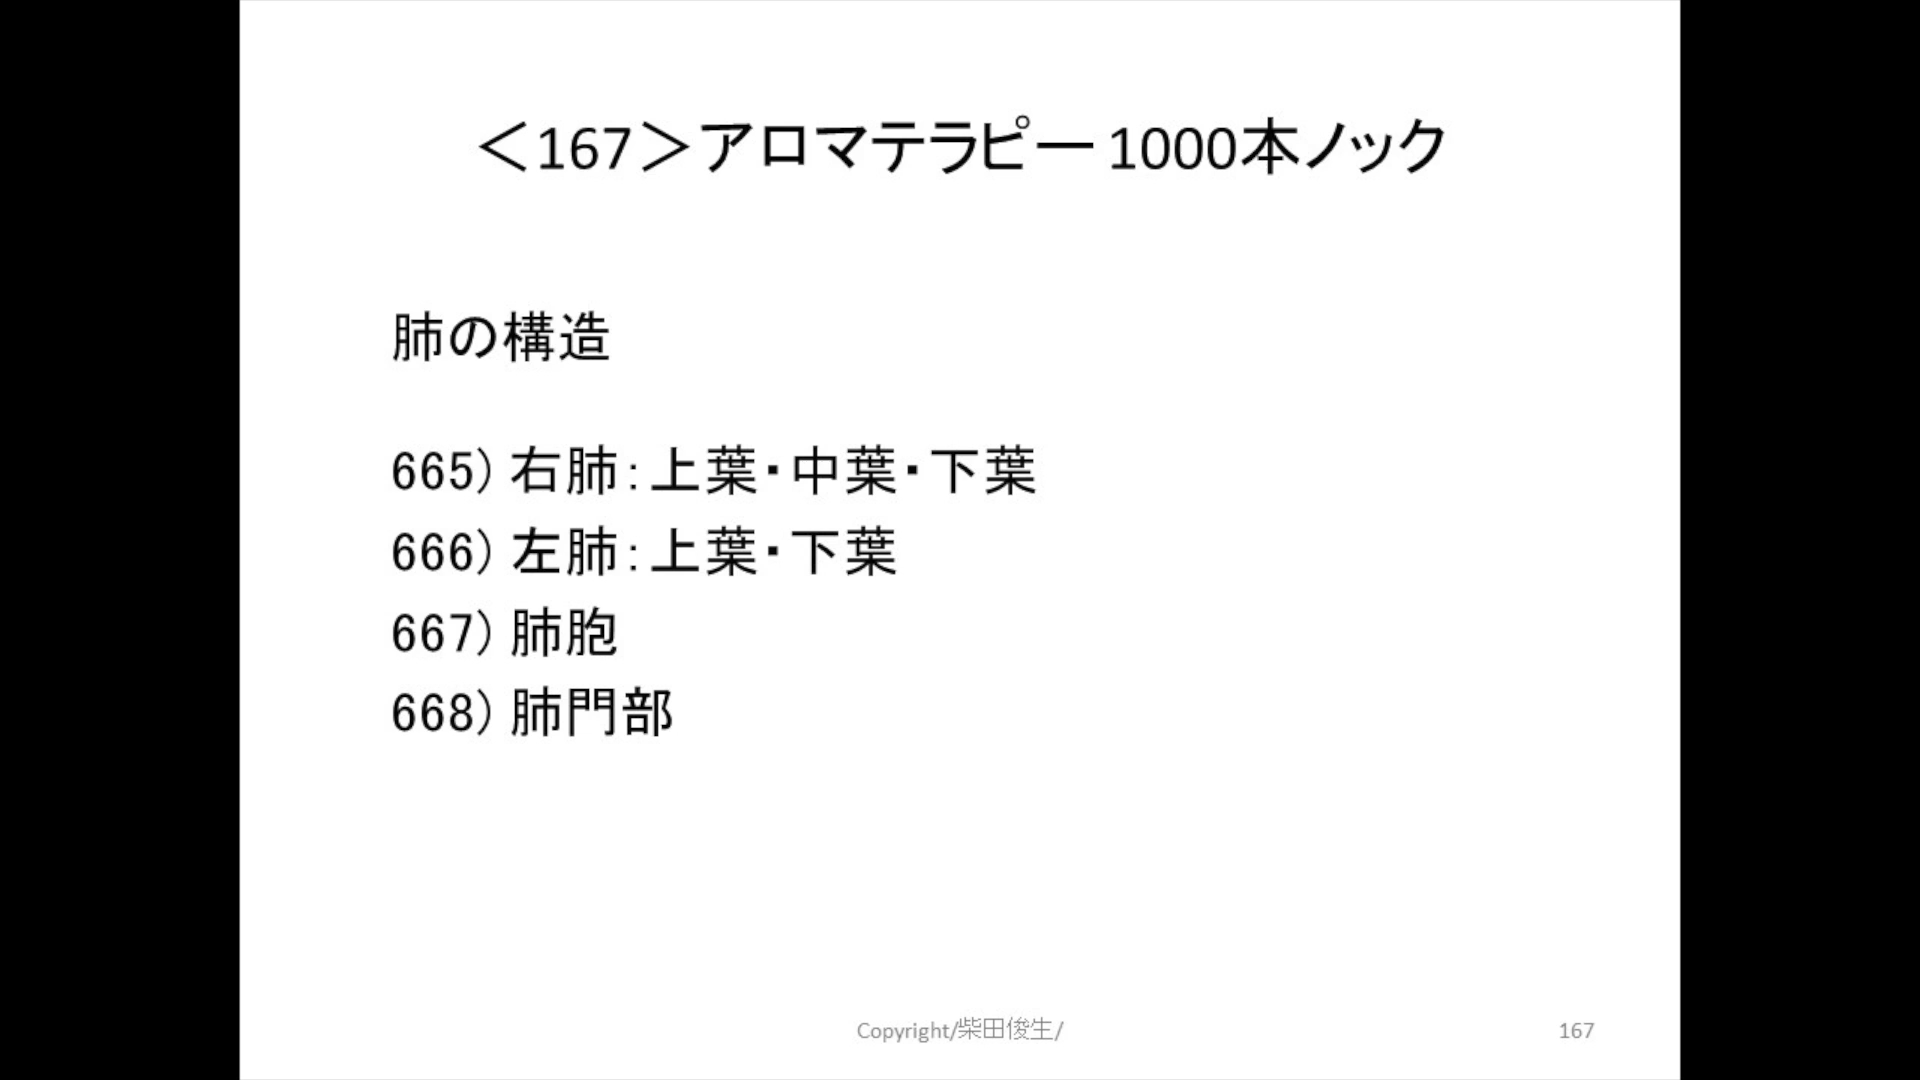 ＜167＞アロマテラピー1000本ノック
肺の構造
665）右肺：上葉・中葉・下葉
666）左肺：上葉・下葉
667）肺胞
668）肺門部
Copyright/柴田俊生/
167